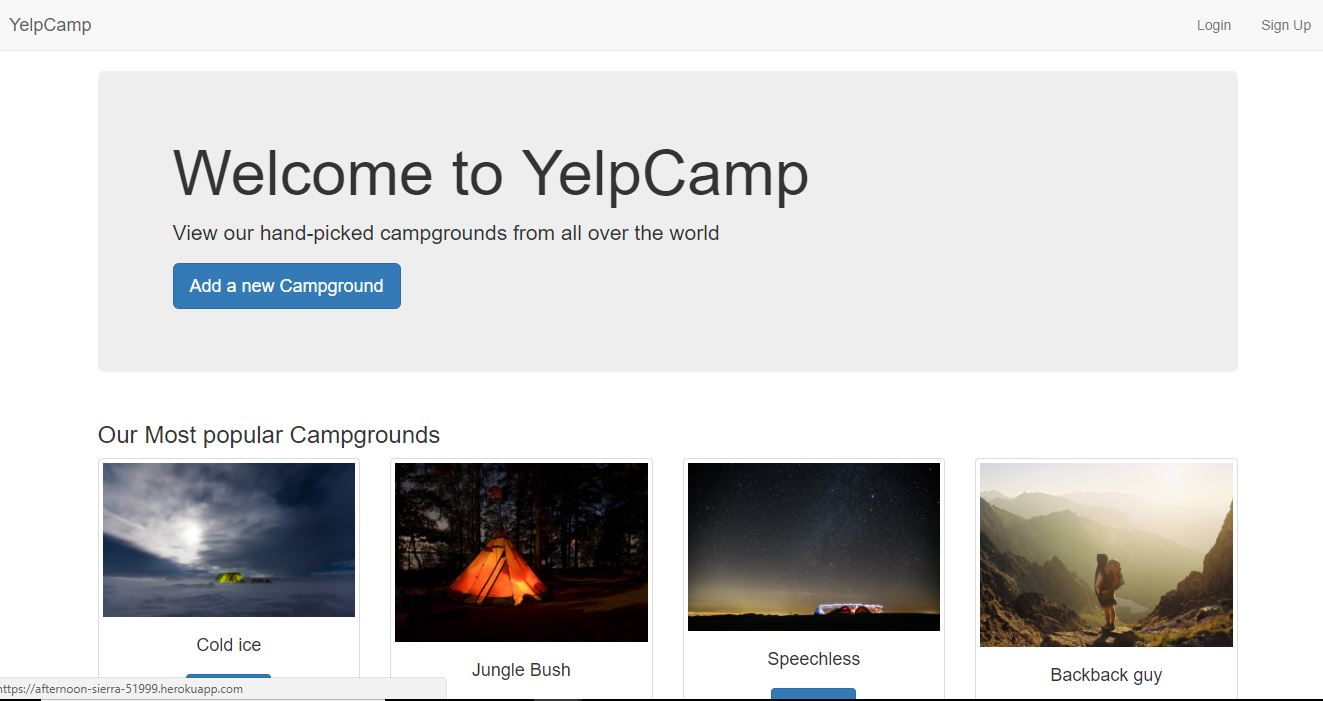 YelpCamp
Login
Sign Up
Welcome to YelpCamp
View our hand-picked campgrounds from all over the world
Add a new Campground
Our Most popular Campgrounds
Cold ice
Jungle Bush
Speechless
Backback guy
https://afternoon-sierra-51999.herokuapp.com